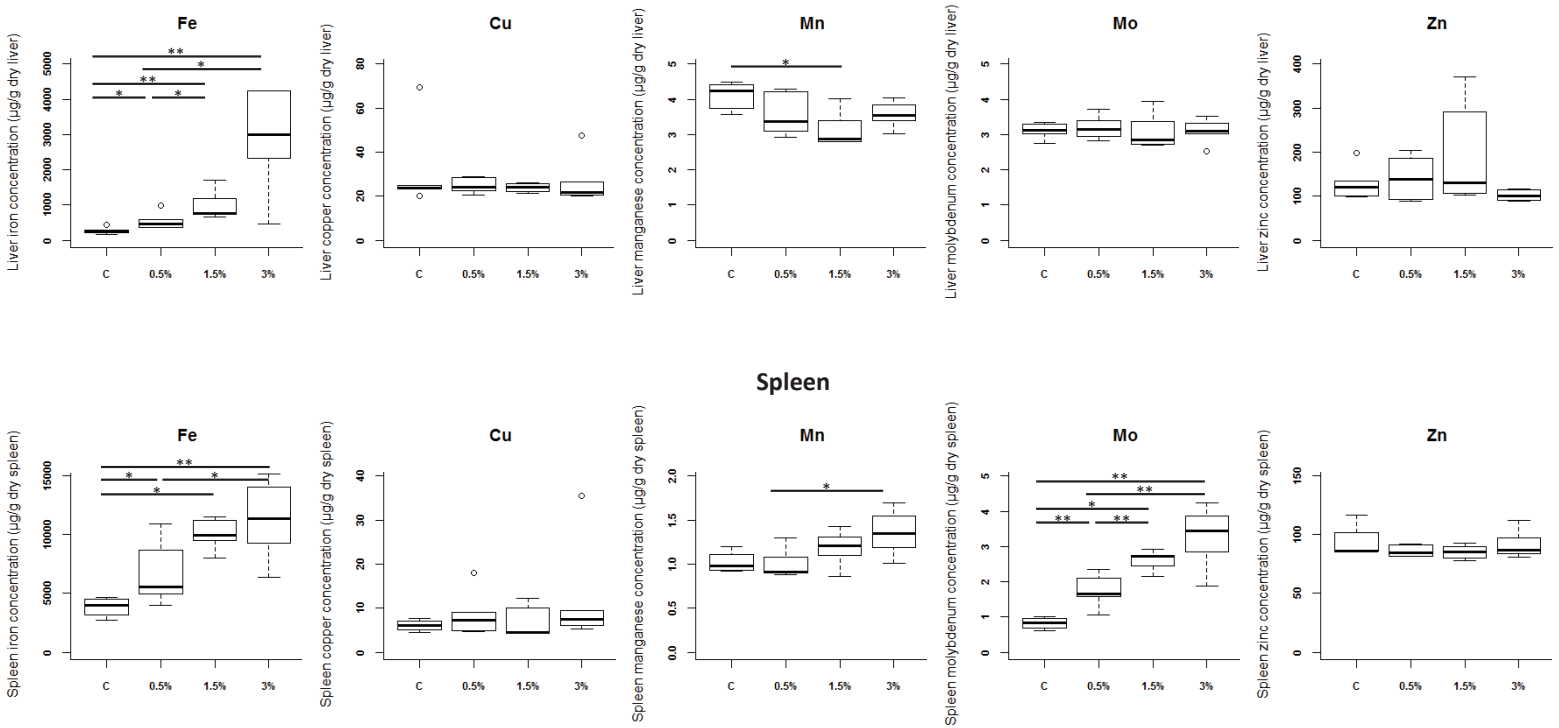 Fe Cu Mn Mo Zn
Liver iron concentration (µg/g dry liver)
0 1000 2000 3000 4000 5000
** * ** * *
C 0.5% 1.5% 3%
Liver copper concentration (µg/g dry liver)
0 20 40 60 80
C 0.5% 1.5% 3%
Liver manganese concentration (µg/g dry liver)
0 1 2 3 4 5
*
C 0.5% 1.5% 3%
Liver molybdenum concentration (µg/g dry liver)
0 1 2 3 4 5
C 0.5% 1.5% 3%
Liver zinc concentration (µg/g dry liver)
0 100 200 300 400
C 0.5% 1.5% 3%
Spleen
Fe Cu Mn Mo Zn
Spleen iron concentration (µg/g dry spleen)
0 5000 10000 15000
** * * *
C 0.5% 1.5% 3%
Spleen copper concentration (µg/g dry spleen)
0 10 20 30 40
C 0.5% 1.5% 3%
Spleen manganese concentration (µg/g dry spleen)
0.0 0.5 1.0 1.5 2.0
*
C 0.5% 1.5% 3%
Spleen molybdenum concentration (µg/g dry spleen)
0 1 2 3 4 5
** ** * ** **
C 0.5% 1.5% 3%
Spleen zinc concentration (µg/g dry spleen)
0 50 100 150
C 0.5% 1.5% 3%